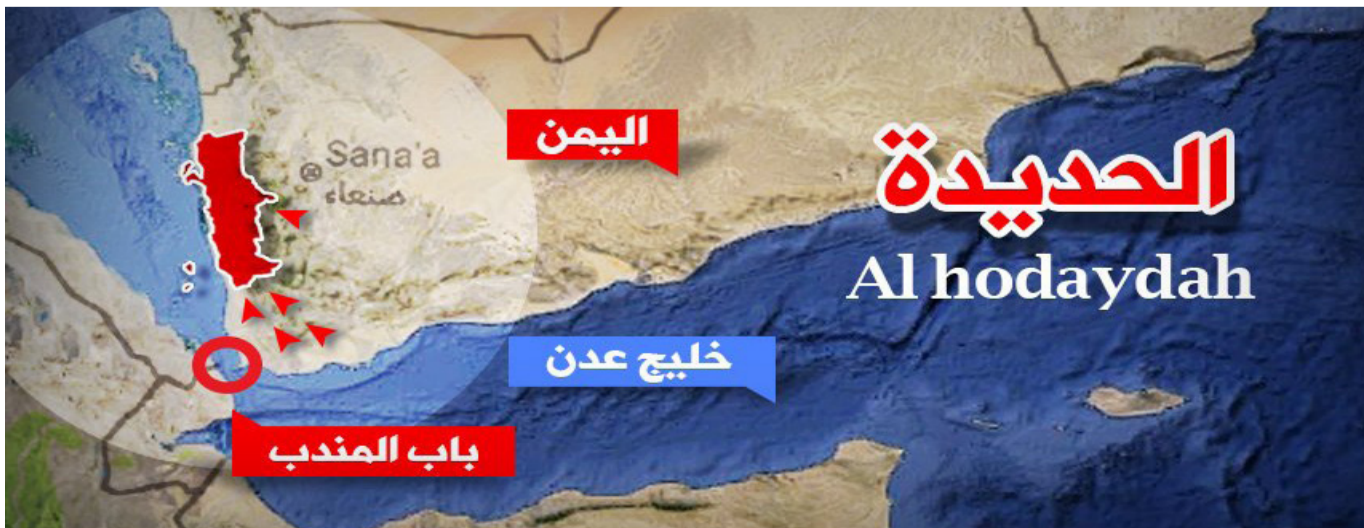 اليمن
الحديدة
Al hodaydah
Sana'a
صنعاء
خليج عدن
باب المندب